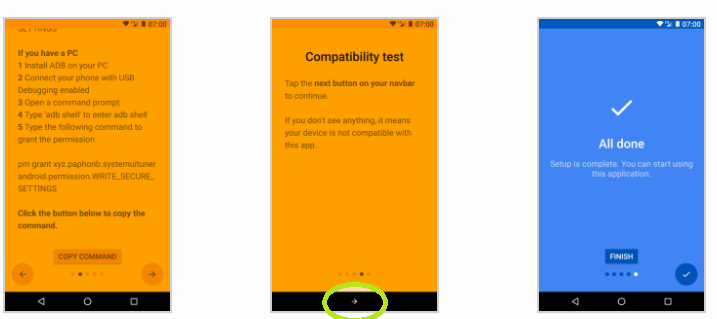 07:00
SETTINGS
If you have a PC
1 Install ADB on your PC
2 Connect your phone with USB
Debugging enabled
3 Open a command prompt
4 Type 'adb shell' to enter adb shell
5 Type the following command to
grant the permission
pm grant xyz.paphonb.systemuituner
android.permission.WRITE_SECURE_
SETTINGS
Click the button below to copy the
command.
COPY COMMAND
07:00
Compatibility test
Tap the next button on your navbar
to continue.
If you don't see anything, it means
your device is not compatible with
this app.
07:00
All done
Setup is complete. You can start using
this application.
FINISH